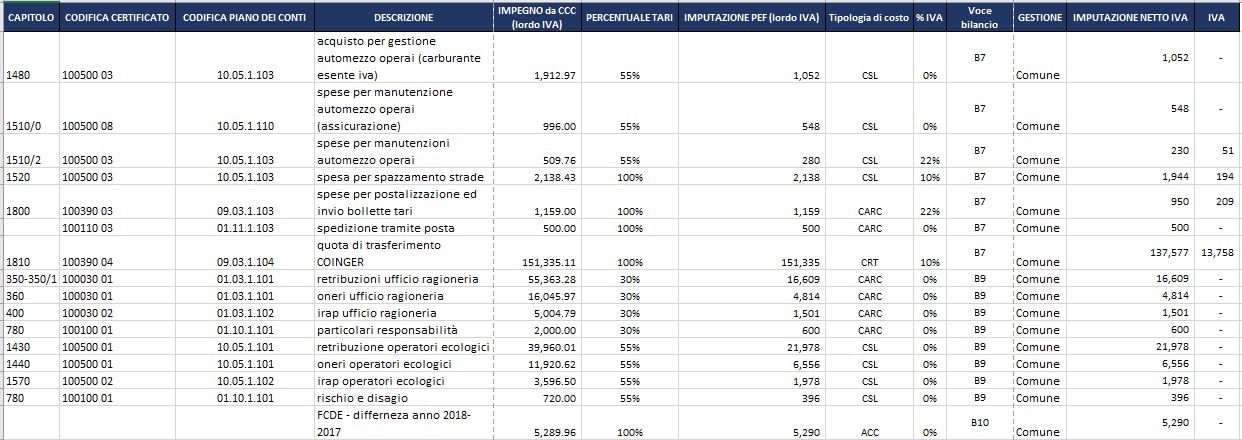 CAPITOLO CODIFICA CERTIFICATO CODIFICA PIANO DEI CONTI DESCRIZIONE IMPEGNO da CCC (lordo IVA) PERCENTUALE TARI IMPUTAZIONE PEF (lordo IVA) Tipologia di costo % IVA Voce bilancio GESTIONE IMPUTAZIONE NETTO IVA IVA
1480 100500 03 10.05.1.103 acquisto per gestione automezzo operai (carburante esente iva) 1,912.97 55% 1,052 CSL 0% B7 Comune 1,052 -
1510/0 100500 08 10.05.1.110 spese per manutenzione automezzo operai (assicurazione) 996.00 55% 548 CSL 0% B7 Comune 548 -
1510/2 100500 03 10.05.1.103 spese per manutenzioni automezzo operai 509.76 55% 280 CSL 22% B7 Comune 230 51
1520 100500 03 10.05.1.103 spesa per spazzamento strade 2,138.43 100% 2,138 CSL 10% B7 Comune 1,944 194
1800 100390 03 09.03.1.103 spese per postalizzazione ed invio bollette tari 1,159.00 100% 1,159 CARC 22% B7 Comune 950 209
100110 03 01.11.1.103 spedizione tramite posta 500.00 100% 500 CARC 0% B7 Comune 500 -
1810 100390 04 09.03.1.104 quota di trasferimento COINGER 151,335.11 100% 151,335 CRT 10% B7 Comune 137,577 13,758
350-350/1 100030 01 01.03.1.101 retribuzioni ufficio ragioneria 55,363.28 30% 16,609 CARC 0% B9 Comune 16,609 -
360 100030 01 01.03.1.101 oneri ufficio ragioneria 16,045.97 30% 4,814 CARC 0% B9 Comune 4,814 -
400 100030 02 01.03.1.102 irap ufficio ragioneria 5,004.79 30% 1,501 CARC 0% B9 Comune 1,501 -
780 100100 01 01.10.1.101 particolari responsabilità 2,000.00 30% 600 CARC 0% B9 Comune 600 -
1430 100500 01 10.05.1.101 retribuzione operatori ecologici 39,960.01 55% 21,978 CSL 0% B9 Comune 21,978 -
1440 100500 01 10.05.1.101 oneri operatori ecologici 11,920.62 55% 6,556 CSL 0% B9 Comune 6,556 -
1570 100500 02 10.05.1.102 irap operatori ecologici 3,596.50 55% 1,978 CSL 0% B9 Comune 1,978 -
780 100100 01 01.10.1.101 rischio e disagio 720.00 55% 396 CSL 0% B9 Comune 396 -
FCDE - differneza anno 2018-2017 5,289.96 100% 5,290 ACC 0% B10 Comune 5,290 -